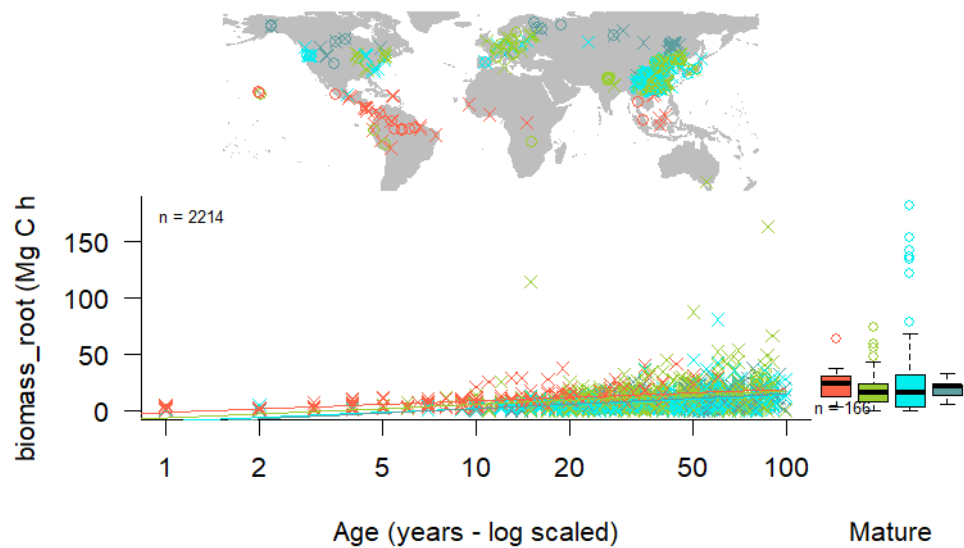 n = 2214
biomass_root (Mg C h
150
100
50
0
n = 166
1 2 5 10 20 50 100
Age (years - log scaled)
Mature